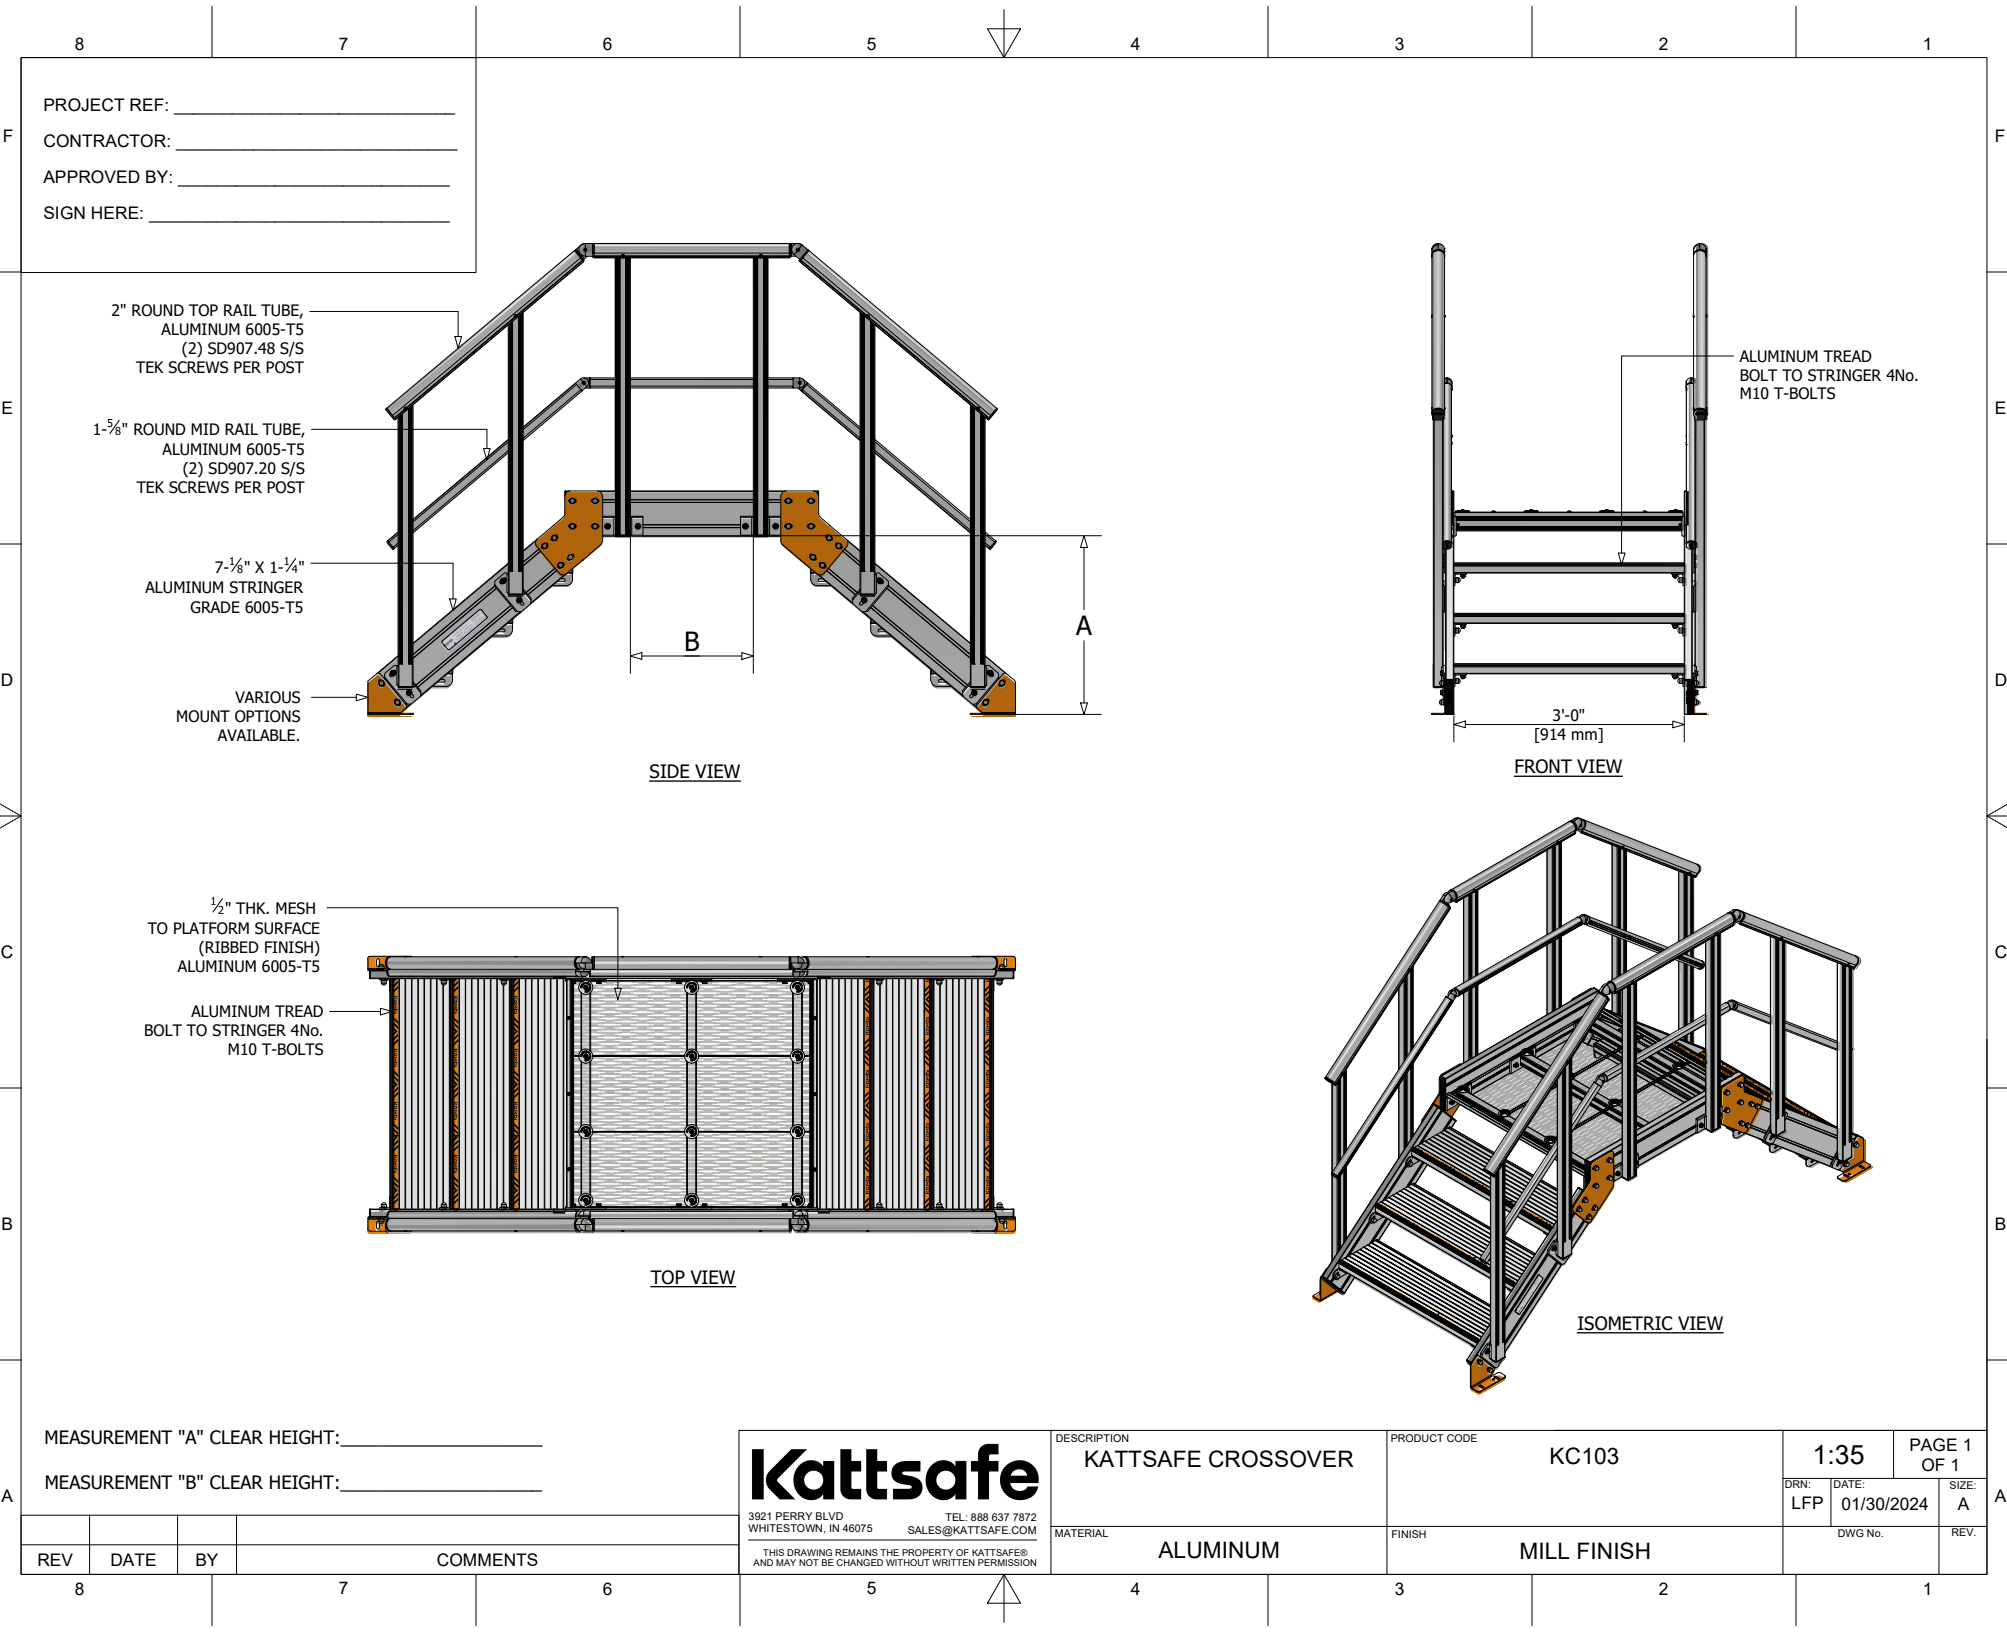 8 7 6 5 4 3 2 1
F F
E E
D D
C C
B B
A A
PROJECT REF: ____________________________
CONTRACTOR: ____________________________
APPROVED BY: ___________________________
SIGN HERE: ______________________________
2" ROUND TOP RAIL TUBE,
ALUMINUM 6005-T5
(2) SD907.48 S/S
TEK SCREWS PER POST
1-⅝" ROUND MID RAIL TUBE,
ALUMINUM 6005-T5
(2) SD907.20 S/S
TEK SCREWS PER POST
7-⅛" X 1-¼"
ALUMINUM STRINGER
GRADE 6005-T5
VARIOUS
MOUNT OPTIONS
AVAILABLE.
B
A
SIDE VIEW
ALUMINUM TREAD
BOLT TO STRINGER 4No.
M10 T-BOLTS
3'-0"
[914 mm]
FRONT VIEW
½" THK. MESH
TO PLATFORM SURFACE
(RIBBED FINISH)
ALUMINUM 6005-T5
ALUMINUM TREAD
BOLT TO STRINGER 4No.
M10 T-BOLTS
TOP VIEW
ISOMETRIC VIEW
MEASUREMENT "A" CLEAR HEIGHT:____________________
MEASUREMENT "B" CLEAR HEIGHT:____________________
REV DATE BY COMMENTS
Kattsafe
3921 PERRY BLVD TEL: 888 637 7872
WHITESTOWN, IN 46075 SALES@KATTSAFE.COM
THIS DRAWING REMAINS THE PROPERTY OF KATTSAFE®
AND MAY NOT BE CHANGED WITHOUT WRITTEN PERMISSION
DESCRIPTION
KATTSAFE CROSSOVER
PRODUCT CODE
KC103
1:35
PAGE 1
OF 1
DRN:
LFP
DATE:
01/30/2024
SIZE:
A
MATERIAL
ALUMINUM
FINISH
MILL FINISH
DWG No.
REV.
8 7 6 5 4 3 2 1